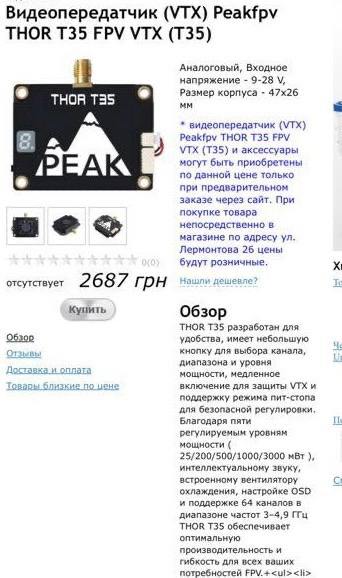 Видеопередатчик (VTX) Peakfpv
THOR T35 FPV VTX (T35)
THOR T35
PEAK
8.
Аналоговый, Входное
напряжение - 9-28 V,
Размер корпуса - 47x26
мм
* видеопередатчик (VTX)
Peakfpv THOR T35 FPV
VTX (T35) и аксессуары
могут быть приобретены
по данной цене только
при предварительном
заказе через сайт. При
покупке товара
непосредственно в
магазине по адресу ул.
Лермонтова 26 цены
будут розничные.
0(0)
отсутствует 2687 грн
Нашли дешевле?
Купить
Обзор
Отзывы
Доставка и оплата
Товары близкие по цене
Обзор
THOR T35 разработан для
удобства, имеет небольшую
кнопку для выбора канала,
диапазона и уровня
мощности, медленное
включение для защиты VTX и
поддержку режима пит-стопа
для безопасной регулировки.
Благодаря пяти
регулируемым уровням
мощности (
25/200/500/1000/3000 мВт ),
интеллектуальному звуку,
встроенному вентилятору
охлаждения, настройке OSD
и поддержке 64 каналов в
диапазоне частот 3–4,9 ГГц
THOR T35 обеспечивает
оптимальную
производительность и
гибкость для всех ваших
потребностей FPV.+<ul><li>